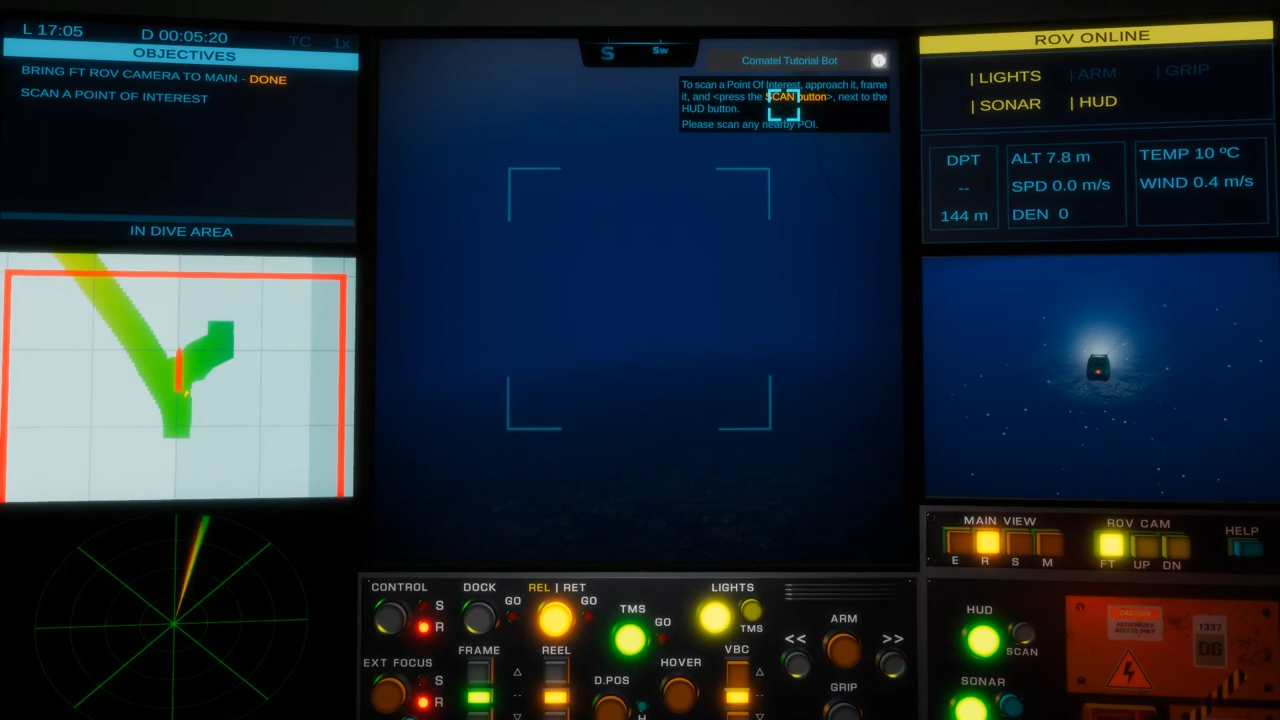 L 17:05 D 00:05:20 TC 1x
OBJECTIVES
BRING FT ROV CAMERA TO MAIN - DONE
SCAN A POINT OF INTEREST
IN DIVE AREA
S SW
Comatel Tutorial Bot
To scan a Point Of Interest, approach it, frame
it, and <press the SCAN button>, next to the
HUD button.
Please scan any nearby POI.
ROV ONLINE
| LIGHTS | ARM | GRIP
| SONAR | HUD
DPT
--
144 m
ALT 7.8 m
SPD 0.0 m/s
DEN 0
TEMP 10 ºC
WIND 0.4 m/s
MAIN VIEW
E R S M
ROV CAM
FT UP DN
HELP
CONTROL
S
R
DOCK
GO
REL | RET
GO
TMS
GO
LIGHTS
TMS
EXT FOCUS
S
R
FRAME
REEL
D.POS
H
HOVER
VBC
ARM
<< >>
GRIP
HUD
SCAN
SONAR
CAUTION
AUTHORIZED
ACCESS ONLY
1337
DG